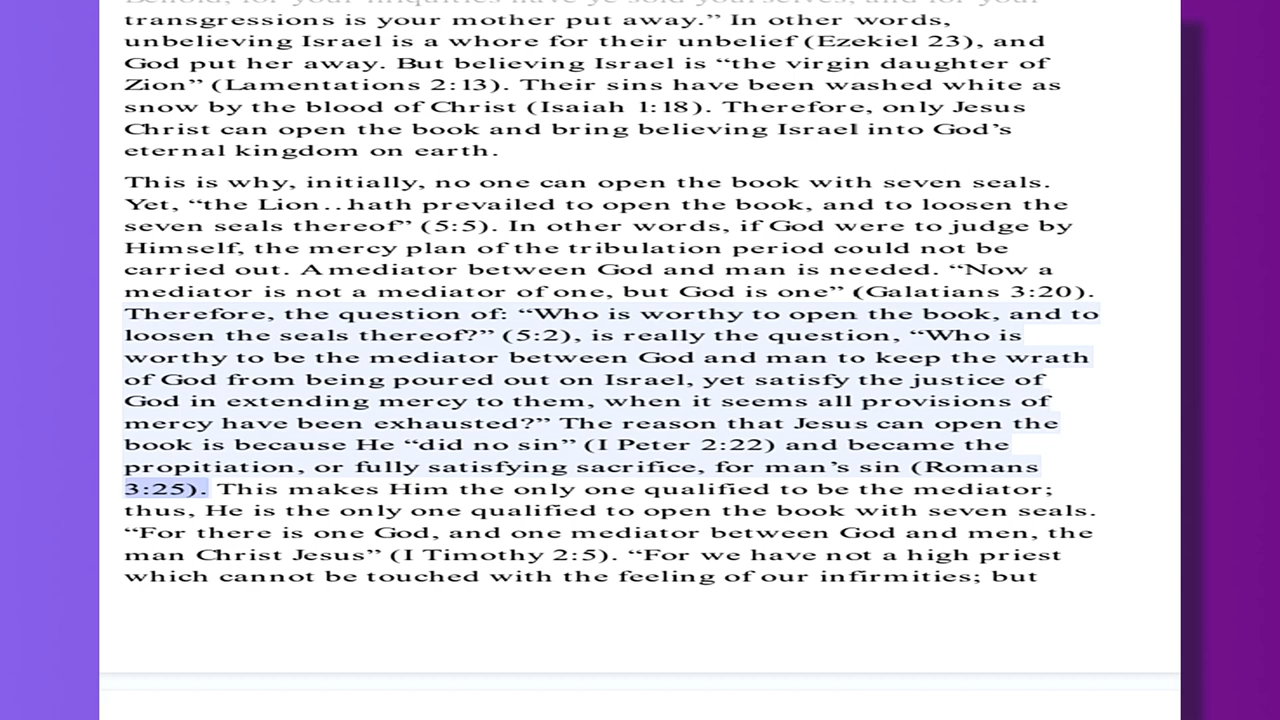 Behold, for your iniquities have ye sold yourselves, and for your
transgressions is your mother put away.” In other words,
unbelieving Israel is a whore for their unbelief (Ezekiel 23), and
God put her away. But believing Israel is “the virgin daughter of
Zion” (Lamentations 2:13). Their sins have been washed white as
snow by the blood of Christ (Isaiah 1:18). Therefore, only Jesus
Christ can open the book and bring believing Israel into God’s
eternal kingdom on earth.
This is why, initially, no one can open the book with seven seals.
Yet, “the Lion…hath prevailed to open the book, and to loosen the
seven seals thereof” (5:5). In other words, if God were to judge by
Himself, the mercy plan of the tribulation period could not be
carried out. A mediator between God and man is needed. “Now a
mediator is not a mediator of one, but God is one” (Galatians 3:20).
Therefore, the question of: “Who is worthy to open the book, and to
loosen the seals thereof?” (5:2), is really the question, “Who is
worthy to be the mediator between God and man to keep the wrath
of God from being poured out on Israel, yet satisfy the justice of
God in extending mercy to them, when it seems all provisions of
mercy have been exhausted?” The reason that Jesus can open the
book is because He “did no sin” (I Peter 2:22) and became the
propitiation, or fully satisfying sacrifice, for man’s sin (Romans
3:25). This makes Him the only one qualified to be the mediator;
thus, He is the only one qualified to open the book with seven seals.
“For there is one God, and one mediator between God and men, the
man Christ Jesus” (I Timothy 2:5). “For we have not a high priest
which cannot be touched with the feeling of our infirmities; but